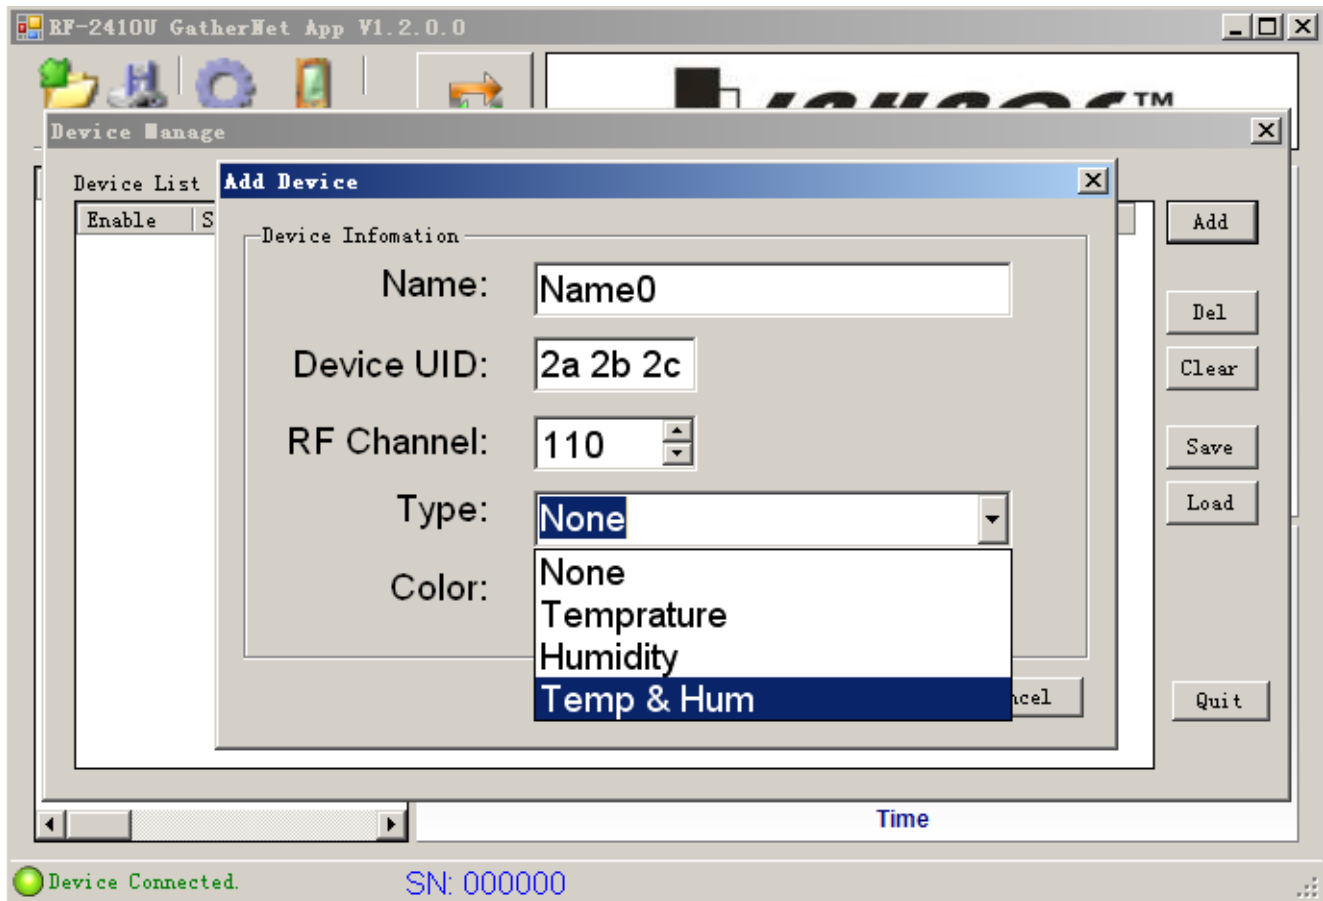 RF-2410U GatherNet App V1.2.0.0
TM
Device Manage
Device List
Add Device
Enable
Device Infomation
Add
Name: Name0
Del
Device UID: 2a 2b 2c
Clear
RF Channel: 110
Save
Type: None
Load
None
Color:
Temprature
Humidity
Temp & Hum
Quit
Time
Device Connected. SN: 000000